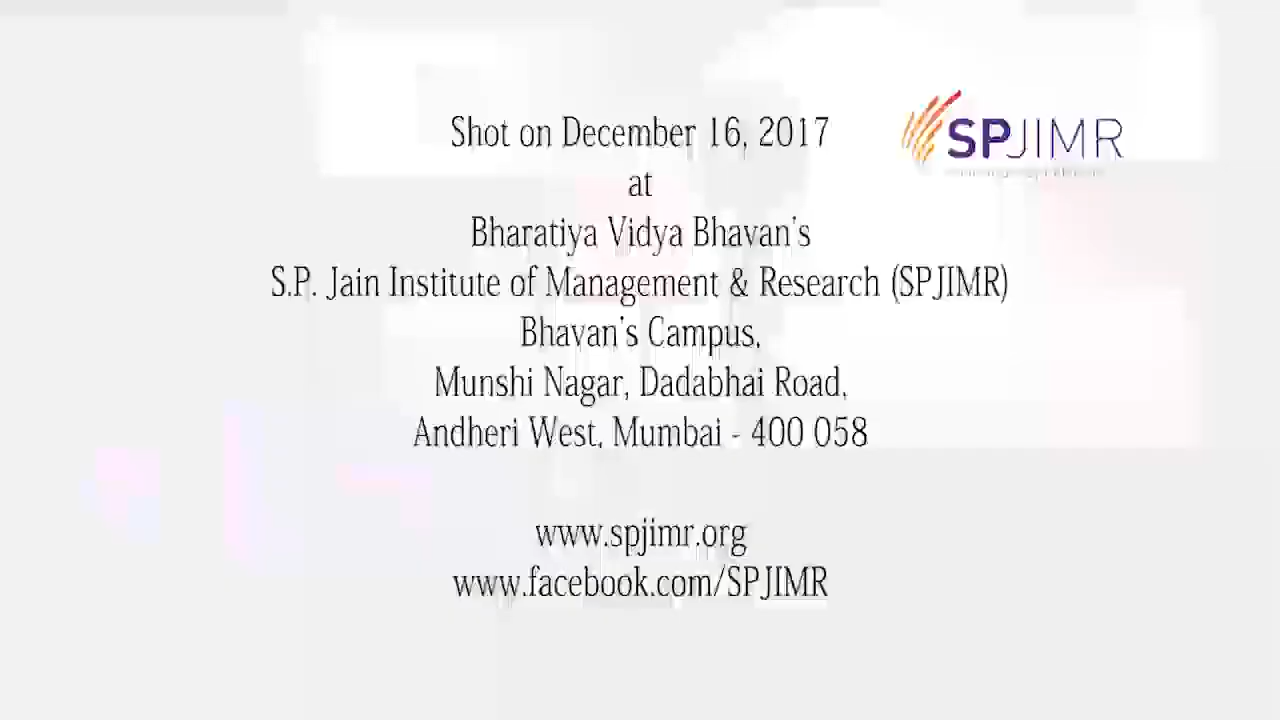 Shot on December 16, 2017
SPJIMR
at
Bharatiya Vidya Bhavan's
S.P. Jain Institute of Management & Research (SPJIMR)
Bhavan's Campus,
Munshi Nagar, Dadabhai Road,
Andheri West, Mumbai - 400 058
www.spjimr.org
www.facebook.com/SPJIMR